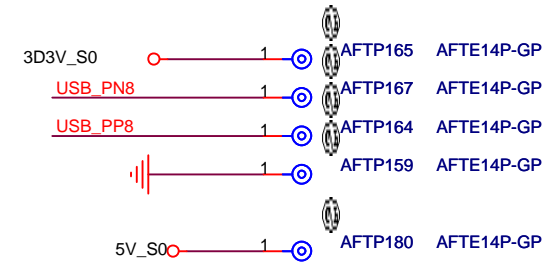 3D3V_S0 1 AFTP165 AFTE14P-GP
USB_PN8 1 AFTP167 AFTE14P-GP
USB_PP8 1 AFTP164 AFTE14P-GP
1 AFTP159 AFTE14P-GP
5V_S0 1 AFTP180 AFTE14P-GP